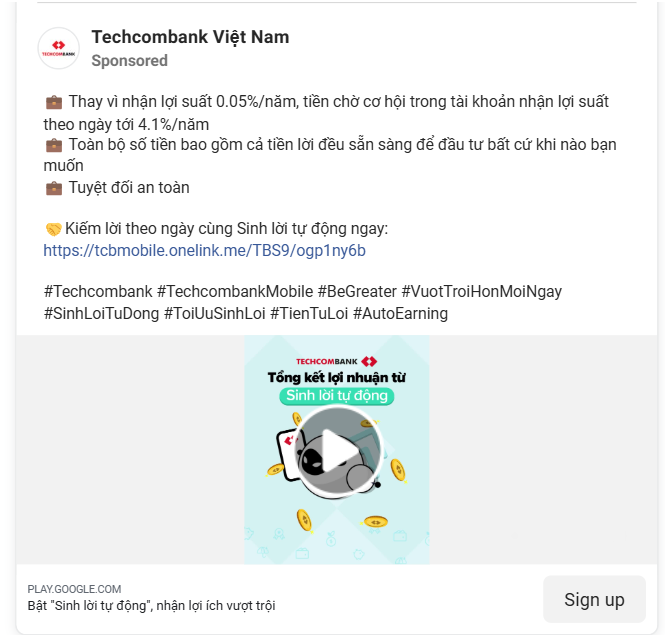 TECHCOMBANK
Techcombank Việt Nam
Sponsored
💼 Thay vì nhận lợi suất 0.05%/năm, tiền chờ cơ hội trong tài khoản nhận lợi suất
theo ngày tới 4.1%/năm
💼 Toàn bộ số tiền bao gồm cả tiền lời đều sẵn sàng để đầu tư bất cứ khi nào bạn
muốn
💼 Tuyệt đối an toàn
🤝Kiếm lời theo ngày cùng Sinh lời tự động ngay:
https://tcbmobile.onelink.me/TBS9/ogp1ny6b
#Techcombank #TechcombankMobile #BeGreater #VuotTroiHonMoiNgay
#SinhLoiTuDong #ToiUuSinhLoi #TienTuLoi #AutoEarning
TECHCOMBANK
Tổng kết lợi nhuận từ
Sinh lời tự động
PLAY.GOOGLE.COM
Bật "Sinh lời tự động", nhận lợi ích vượt trội
Sign up